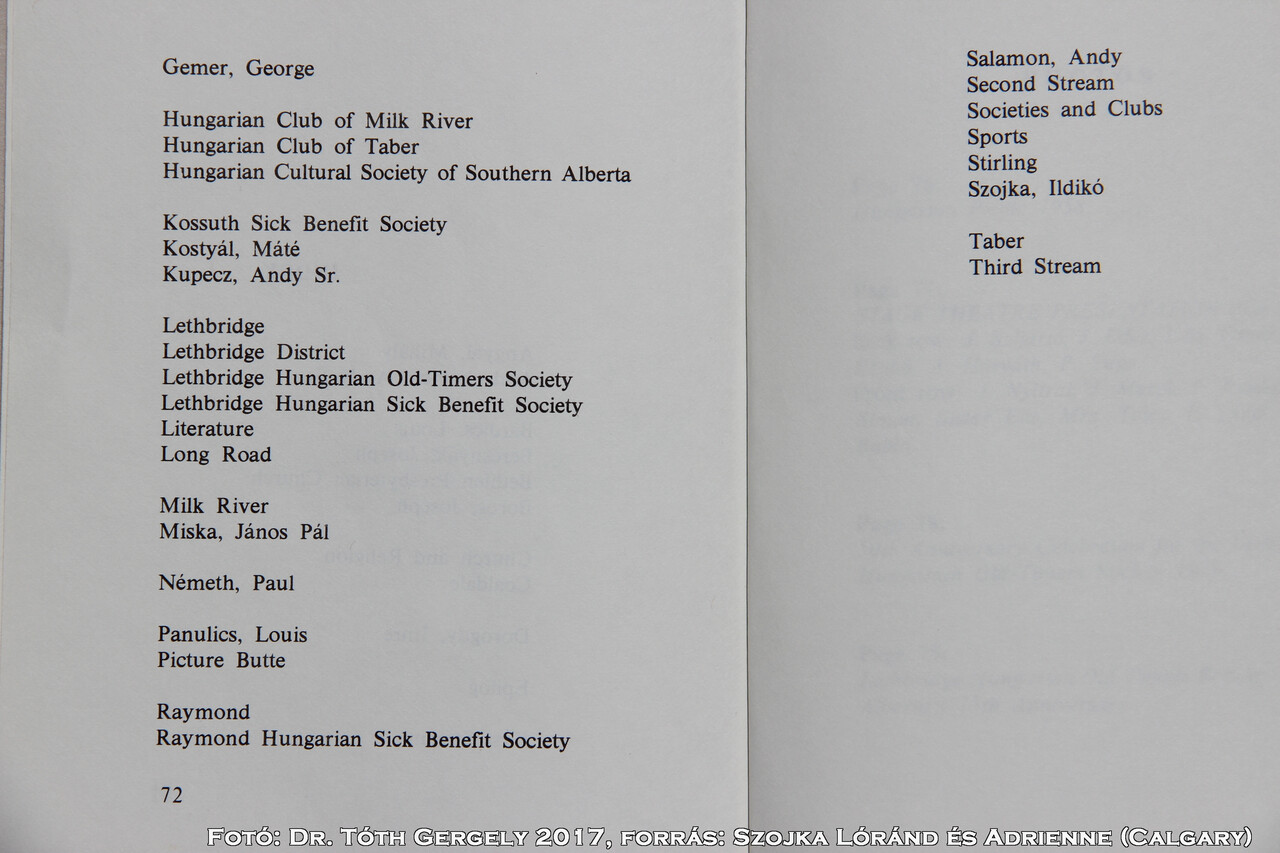 Gemer, George
Hungarian Club of Milk River
Hungarian Club of Taber
Hungarian Cultural Society of Southern Alberta
Kossuth Sick Benefit Society
Kostyál, Máté
Kupecz, Andy Sr.
Lethbridge
Lethbridge District
Lethbridge Hungarian Old-Timers Society
Lethbridge Hungarian Sick Benefit Society
Literature
Long Road
Milk River
Miska, János Pál
Németh, Paul
Panulics, Louis
Picture Butte
Raymond
Raymond Hungarian Sick Benefit Society
72
Salamon, Andy
Second Stream
Societies and Clubs
Sports
Stirling
Szojka, Ildikó
Taber
Third Stream
Fotó: Dr. Tóth Gergely 2017, forrás: Szojka Lóránd és Adrienne (Calgary)